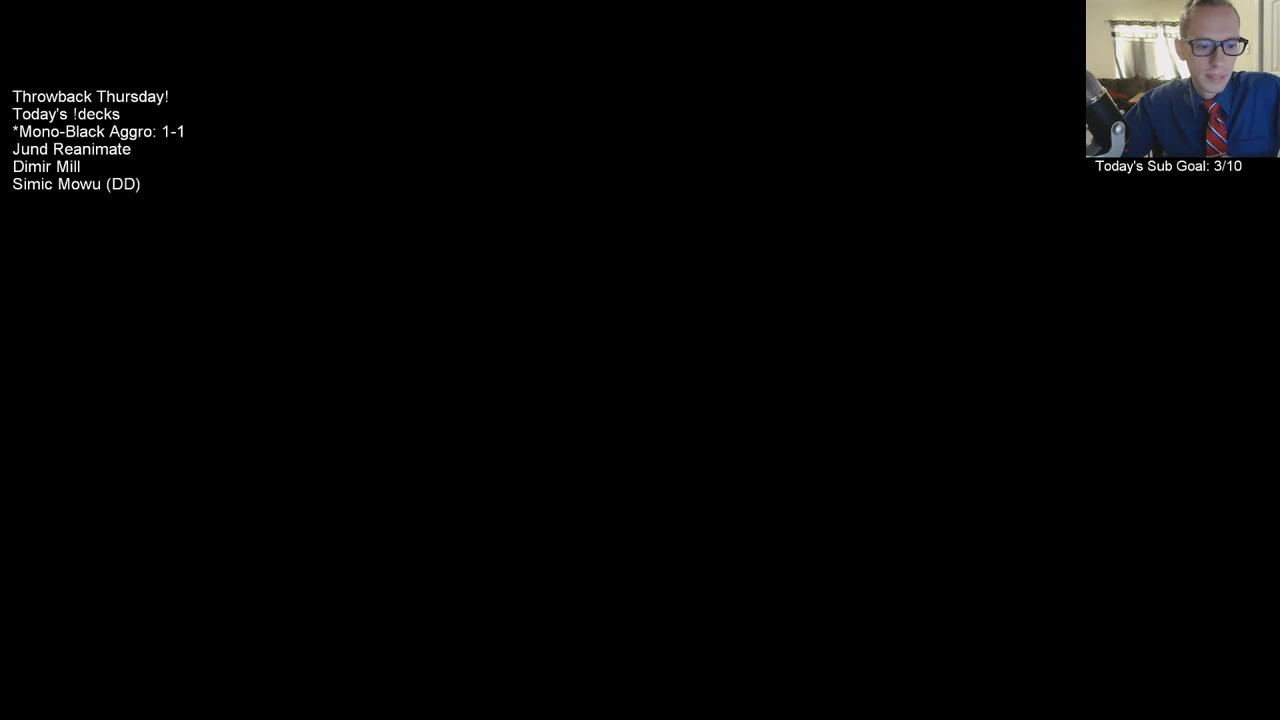 Throwback Thursday!
Today's !decks
*Mono-Black Aggro: 1-1
Jund Reanimate
Dimir Mill
Simic Mowu (DD)
Today's Sub Goal: 3/10